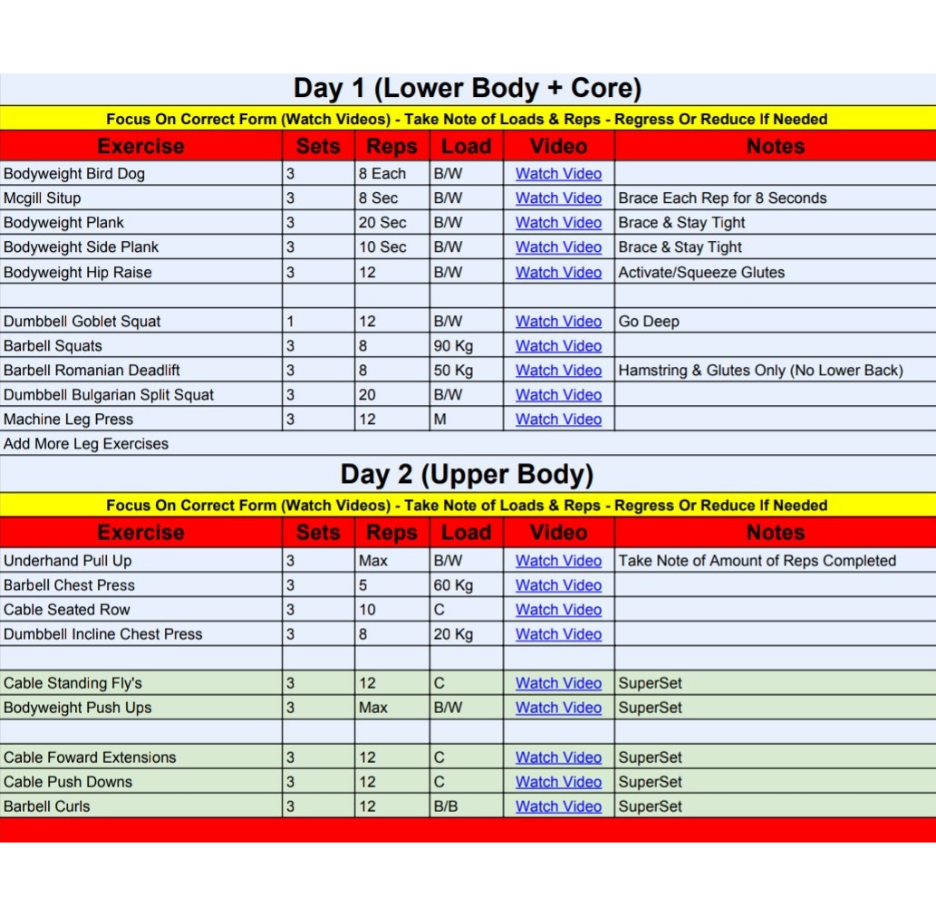 Day 1 (Lower Body + Core)
Focus On Correct Form (Watch Videos) - Take Note of Loads & Reps - Regress Or Reduce If Needed
Exercise Sets Reps Load Video Notes
Bodyweight Bird Dog 3 8 Each B/W Watch Video
Mcgill Situp 3 8 Sec B/W Watch Video Brace Each Rep for 8 Seconds
Bodyweight Plank 3 20 Sec B/W Watch Video Brace & Stay Tight
Bodyweight Side Plank 3 10 Sec B/W Watch Video Brace & Stay Tight
Bodyweight Hip Raise 3 12 B/W Watch Video Activate/Squeeze Glutes
Dumbbell Goblet Squat 1 12 B/W Watch Video Go Deep
Barbell Squats 3 8 90 Kg Watch Video
Barbell Romanian Deadlift 3 8 50 Kg Watch Video Hamstring & Glutes Only (No Lower Back)
Dumbbell Bulgarian Split Squat 3 20 B/W Watch Video
Machine Leg Press 3 12 M Watch Video
Add More Leg Exercises
Day 2 (Upper Body)
Focus On Correct Form (Watch Videos) - Take Note of Loads & Reps - Regress Or Reduce If Needed
Exercise Sets Reps Load Video Notes
Underhand Pull Up 3 Max B/W Watch Video Take Note of Amount of Reps Completed
Barbell Chest Press 3 5 60 Kg Watch Video
Cable Seated Row 3 10 C Watch Video
Dumbbell Incline Chest Press 3 8 20 Kg Watch Video
Cable Standing Fly's 3 12 C Watch Video SuperSet
Bodyweight Push Ups 3 Max B/W Watch Video SuperSet
Cable Foward Extensions 3 12 C Watch Video SuperSet
Cable Push Downs 3 12 C Watch Video SuperSet
Barbell Curls 3 12 B/B Watch Video SuperSet